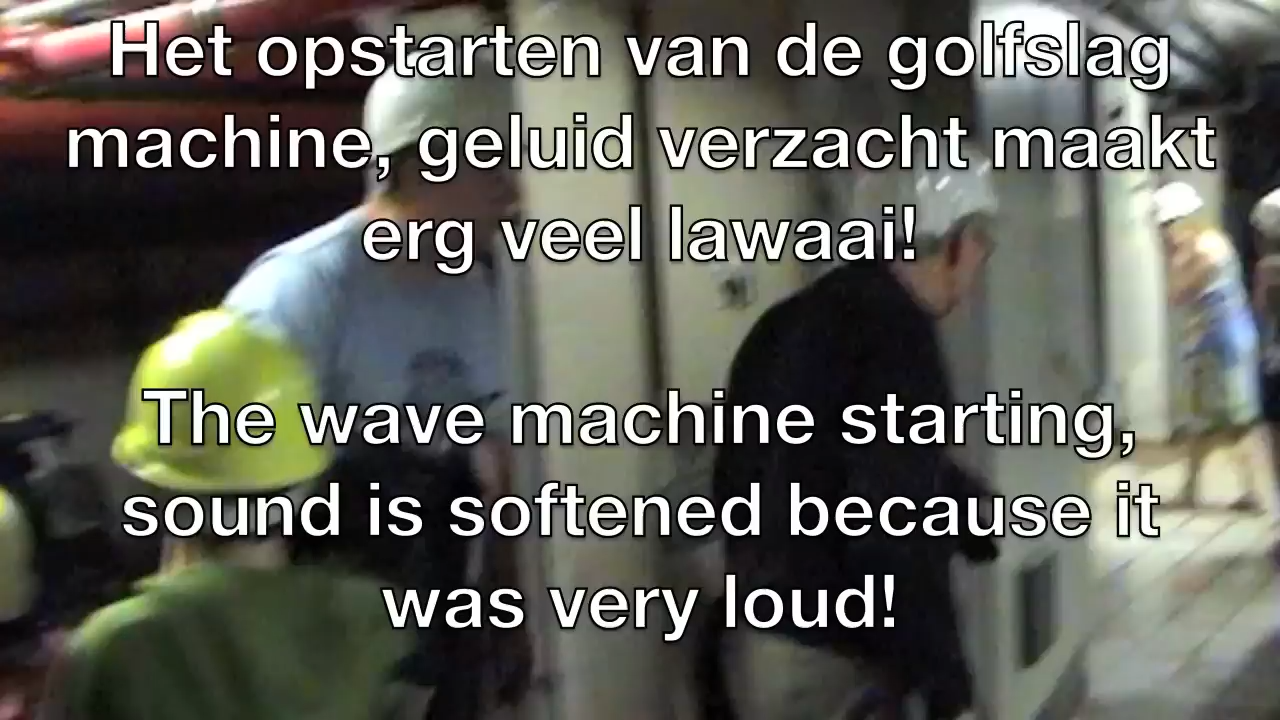 Het opstarten van de golfslag
machine, geluid verzacht maakt
erg veel lawaai!
The wave machine starting,
sound is softened because it
was very loud!